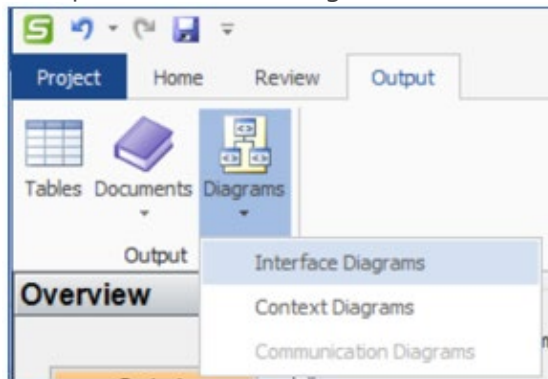 Project Home Review Output
Tables Documents Diagrams
Output
Interface Diagrams
Overview
Context Diagrams
Communication Diagrams